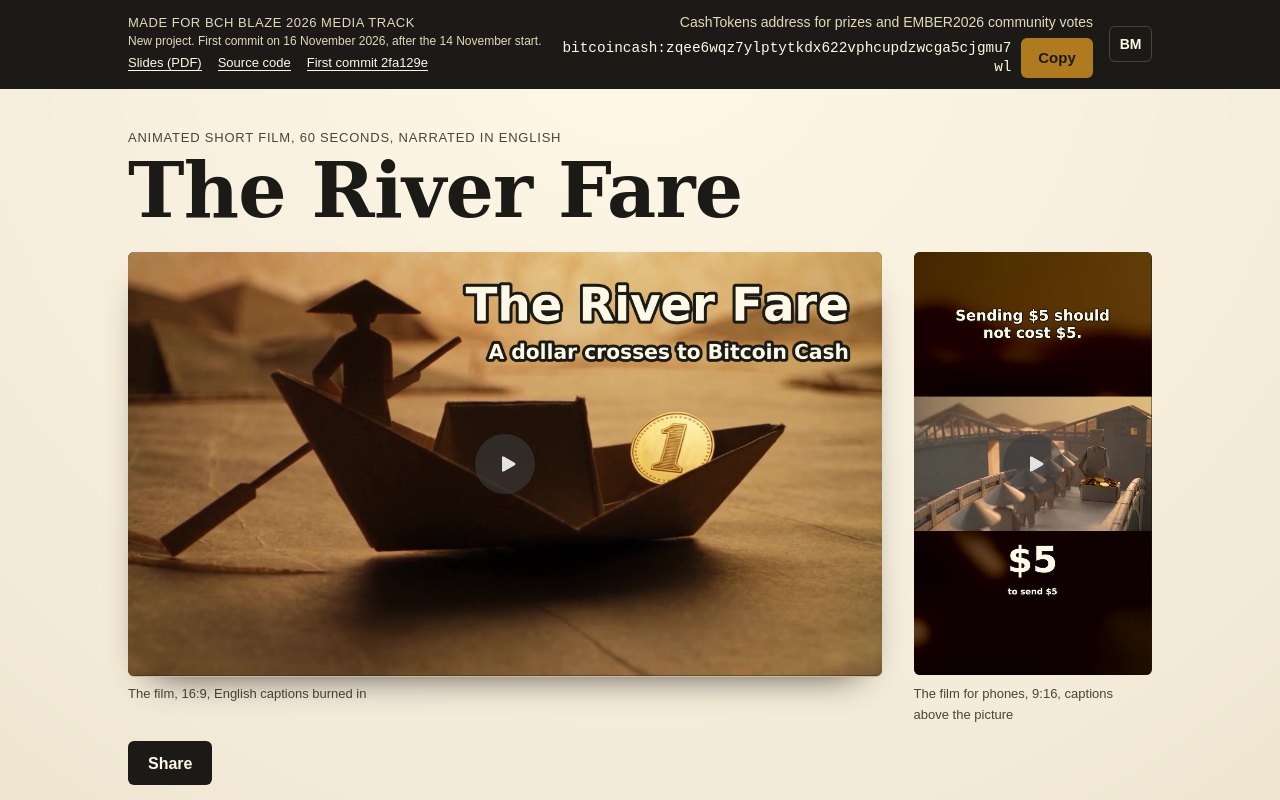 MADE FOR BCH BLAZE 2026 MEDIA TRACK
New project. First commit on 16 November 2026, after the 14 November start.
Slides (PDF) Source code First commit 2fa129e
CashTokens address for prizes and EMBER2026 community votes
bitcoincash:zqee6wqz7ylptytkdx622vphcupdzwcga5cjgmu7
wl
Copy
BM
ANIMATED SHORT FILM, 60 SECONDS, NARRATED IN ENGLISH
The River Fare
The River Fare
A dollar crosses to Bitcoin Cash
1
The film, 16:9, English captions burned in
Sending $5 should
not cost $5.
$5
to send $5
The film for phones, 9:16, captions
above the picture
Share